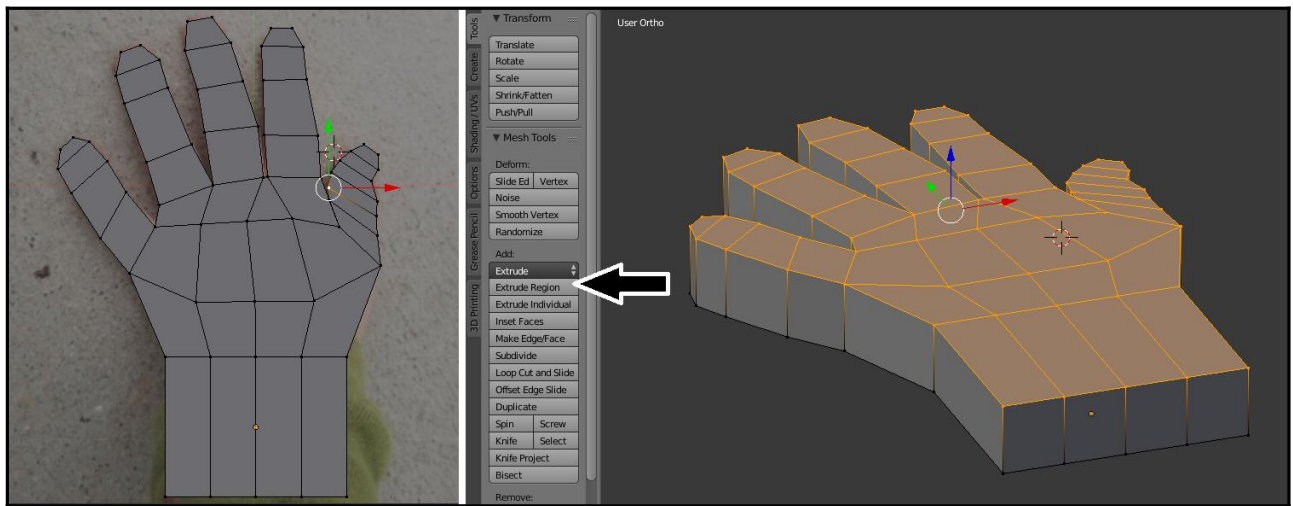 Tools
Create
Shading / UVs
Options
Grease Pencil
3D Printing
▼ Transform
Translate
Rotate
Scale
Shrink/Fatten
Push/Pull
▼ Mesh Tools
Deform:
Slide Ed Vertex
Noise
Smooth Vertex
Randomize
Add:
Extrude
Extrude Region
Extrude Individual
Inset Faces
Make Edge/Face
Subdivide
Loop Cut and Slide
Offset Edge Slide
Duplicate
Spin Screw
Knife Select
Knife Project
Bisect
Remove:
User Ortho